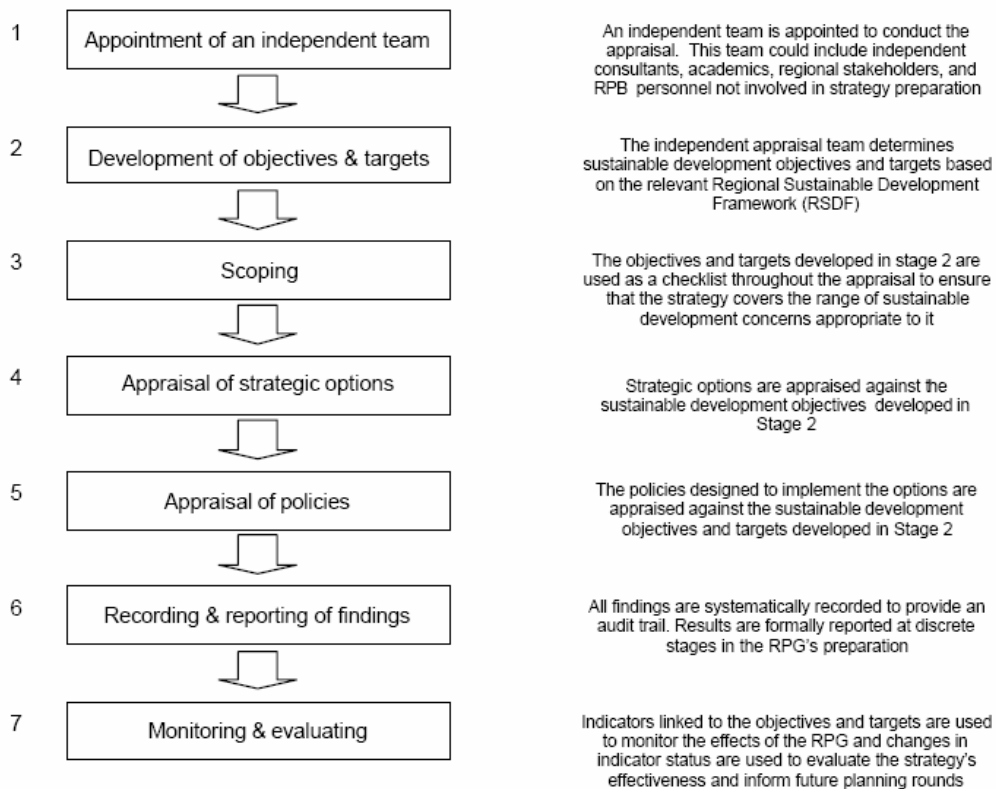 1
Appointment of an independent team
An independent team is appointed to conduct the
appraisal. This team could include independent
consultants, academics, regional stakeholders, and
RPB personnel not involved in strategy preparation
2
Development of objectives & targets
The independent appraisal team determines
sustainable development objectives and targets based
on the relevant Regional Sustainable Development
Framework (RSDF)
3
Scoping
The objectives and targets developed in stage 2 are
used as a checklist throughout the appraisal to ensure
that the strategy covers the range of sustainable
development concerns appropriate to it
4
Appraisal of strategic options
Strategic options are appraised against the
sustainable development objectives developed in
Stage 2
5
Appraisal of policies
The policies designed to implement the options are
appraised against the sustainable development
objectives and targets developed in Stage 2
6
Recording & reporting of findings
All findings are systematically recorded to provide an
audit trail. Results are formally reported at discrete
stages in the RPG's preparation
7
Monitoring & evaluating
Indicators linked to the objectives and targets are used
to monitor the effects of the RPG and changes in
indicator status are used to evaluate the strategy's
effectiveness and inform future planning rounds